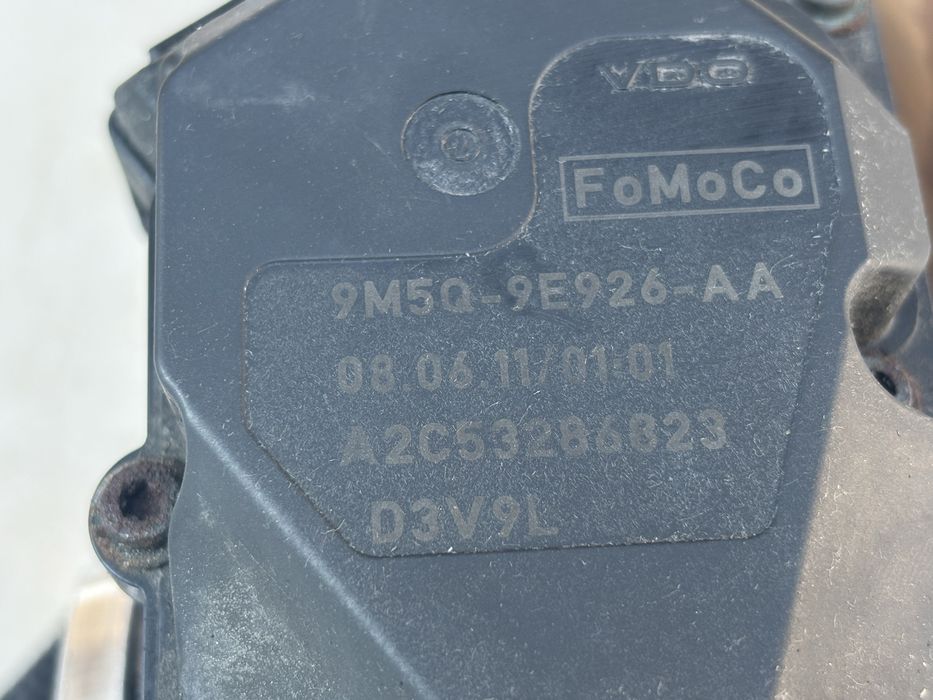 VDO
FoMoCo
9M5Q-9E926-AA
08.06.11/01:01
A2C53286823
D3V9L